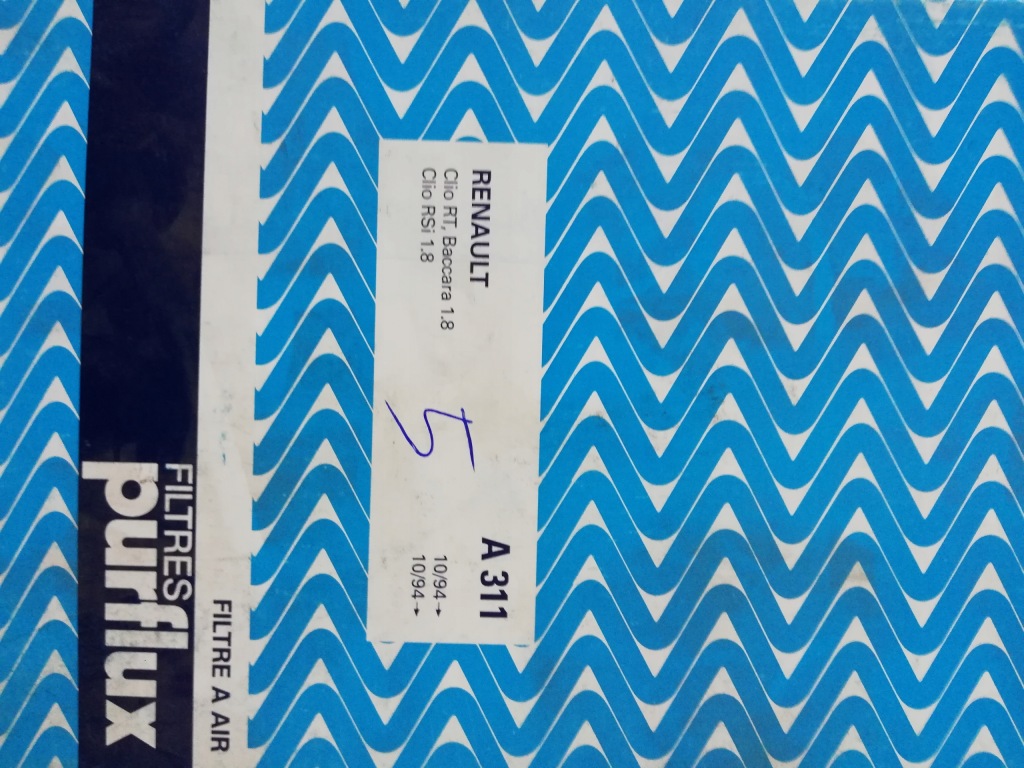 RENAULT A 311
Clio RT, Baccara 1.8 10/94→
Clio RSi 1.8 10/94→
5
FILTRE A AIR
FILTRES
purflux